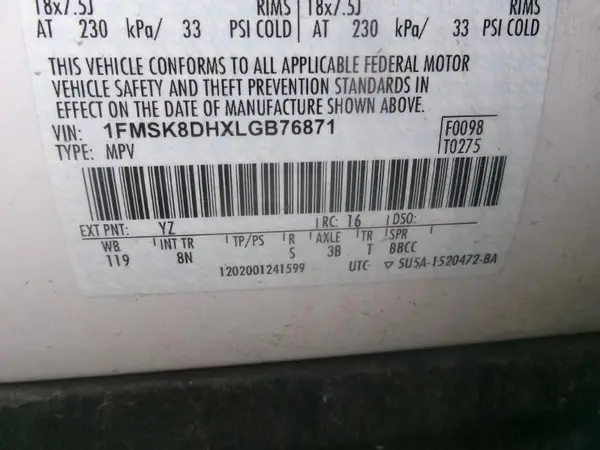 18x7.5J RIMS 18x7.5J RIMS
AT 230 kPa/ 33 PSI COLD AT 230 kPa/ 33 PSI COLD
THIS VEHICLE CONFORMS TO ALL APPLICABLE FEDERAL MOTOR
VEHICLE SAFETY AND THEFT PREVENTION STANDARDS IN
EFFECT ON THE DATE OF MANUFACTURE SHOWN ABOVE.
VIN: 1FMSK8DHXLGB76871 F0098
TYPE: MPV T0275
EXT PNT: YZ RC: 16 DSO:
WB INT TR TP/PS R AXLE TR SPR
119 8N S 3B T BBCC
1202001241599 UTC ▽ 5U5A-1520472-BA